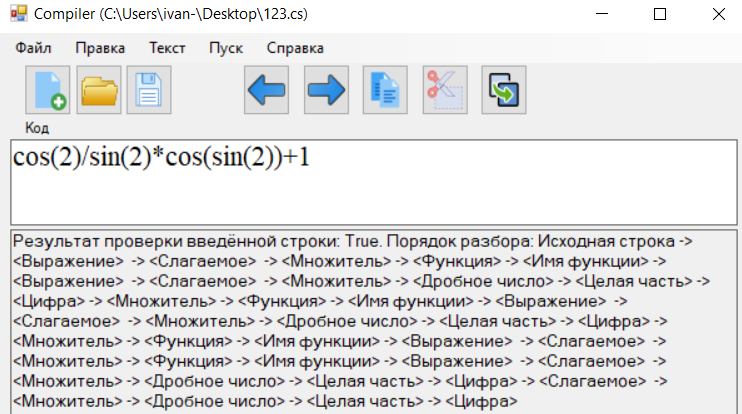 Compiler (C:\Users\ivan-\Desktop\123.cs)
Файл Правка Текст Пуск Справка
Код
cos(2)/sin(2)*cos(sin(2))+1
Результат проверки введённой строки: True. Порядок разбора: Исходная строка ->
<Выражение> -> <Слагаемое> -> <Множитель> -> <Функция> -> <Имя функции> ->
<Выражение> -> <Слагаемое> -> <Множитель> -> <Дробное число> -> <Целая часть> ->
<Цифра> -> <Множитель> -> <Функция> -> <Имя функции> -> <Выражение> ->
<Слагаемое> -> <Множитель> -> <Дробное число> -> <Целая часть> -> <Цифра> ->
<Множитель> -> <Функция> -> <Имя функции> -> <Выражение> -> <Слагаемое> ->
<Множитель> -> <Функция> -> <Имя функции> -> <Выражение> -> <Слагаемое> ->
<Множитель> -> <Дробное число> -> <Целая часть> -> <Цифра> -> <Слагаемое> ->
<Множитель> -> <Дробное число> -> <Целая часть> -> <Цифра>